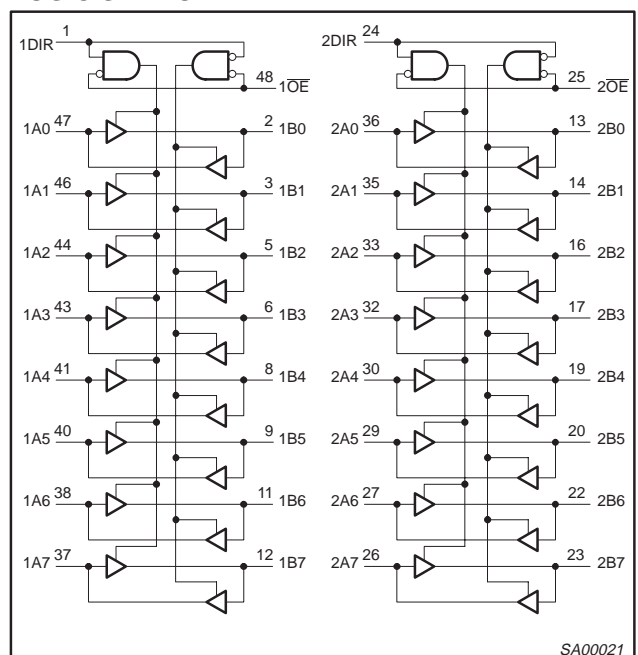 1DIR 1 2DIR 24
48 1OE 25 2OE
1A0 47 2 1B0 2A0 36 13 2B0
1A1 46 3 1B1 2A1 35 14 2B1
1A2 44 5 1B2 2A2 33 16 2B2
1A3 43 6 1B3 2A3 32 17 2B3
1A4 41 8 1B4 2A4 30 19 2B4
1A5 40 9 1B5 2A5 29 20 2B5
1A6 38 11 1B6 2A6 27 22 2B6
1A7 37 12 1B7 2A7 26 23 2B7
SA00021